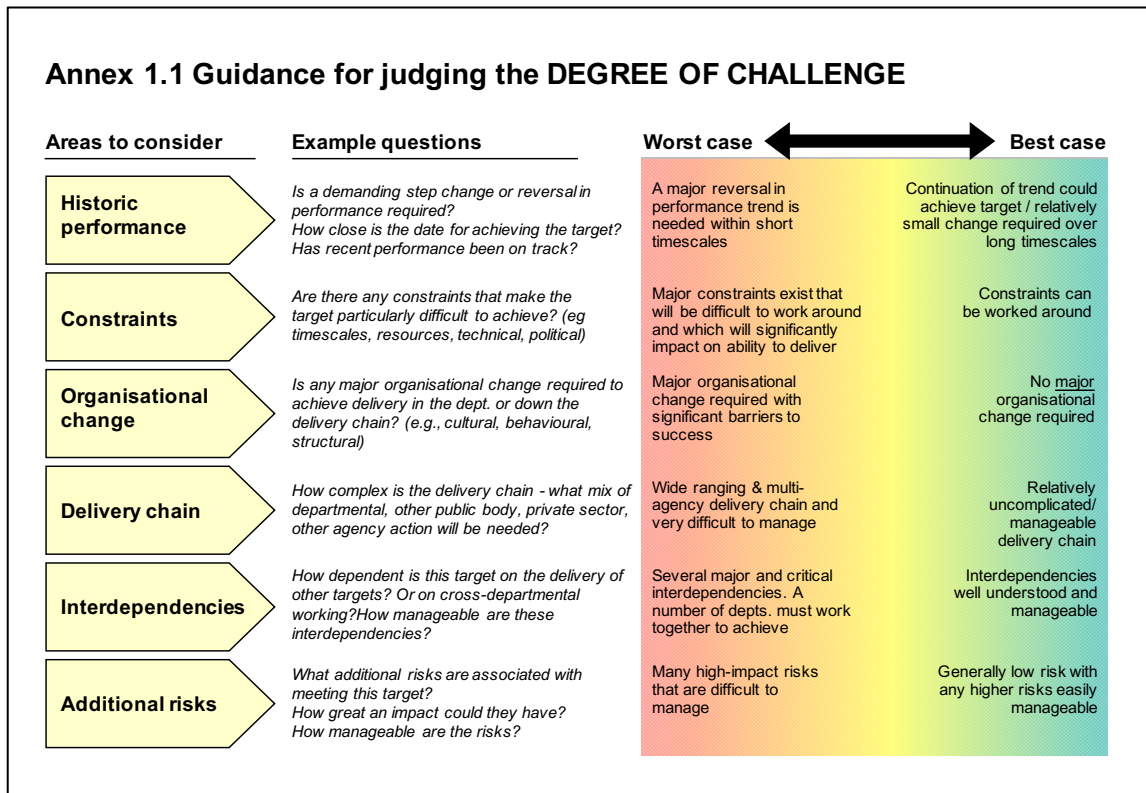 Annex 1.1 Guidance for judging the DEGREE OF CHALLENGE
Areas to consider
Example questions
Worst case
Best case
Historic
performance
Is a demanding step change or reversal in
performance required?
How close is the date for achieving the target?
Has recent performance been on track?
A major reversal in
performance trend is
needed within short
timescales
Continuation of trend could
achieve target / relatively
small change required over
long timescales
Constraints
Are there any constraints that make the
target particularly difficult to achieve? (eg
timescales, resources, technical, political)
Major constraints exist that
will be difficult to work around
and which will significantly
impact on ability to deliver
Constraints can
be worked around
Organisational
change
Is any major organisational change required to
achieve delivery in the dept. or down the
delivery chain? (e.g., cultural, behavioural,
structural)
Major organisational
change required with
significant barriers to
success
No major
organisational
change required
Delivery chain
How complex is the delivery chain - what mix of
departmental, other public body, private sector,
other agency action will be needed?
Wide ranging & multi-
agency delivery chain and
very difficult to manage
Relatively
uncomplicated/
manageable
delivery chain
Interdependencies
How dependent is this target on the delivery of
other targets? Or on cross-departmental
working?How manageable are these
interdependencies?
Several major and critical
interdependencies. A
number of depts. must work
together to achieve
Interdependencies
well understood and
manageable
Additional risks
What additional risks are associated with
meeting this target?
How great an impact could they have?
How manageable are the risks?
Many high-impact risks
that are difficult to
manage
Generally low risk with
any higher risks easily
manageable